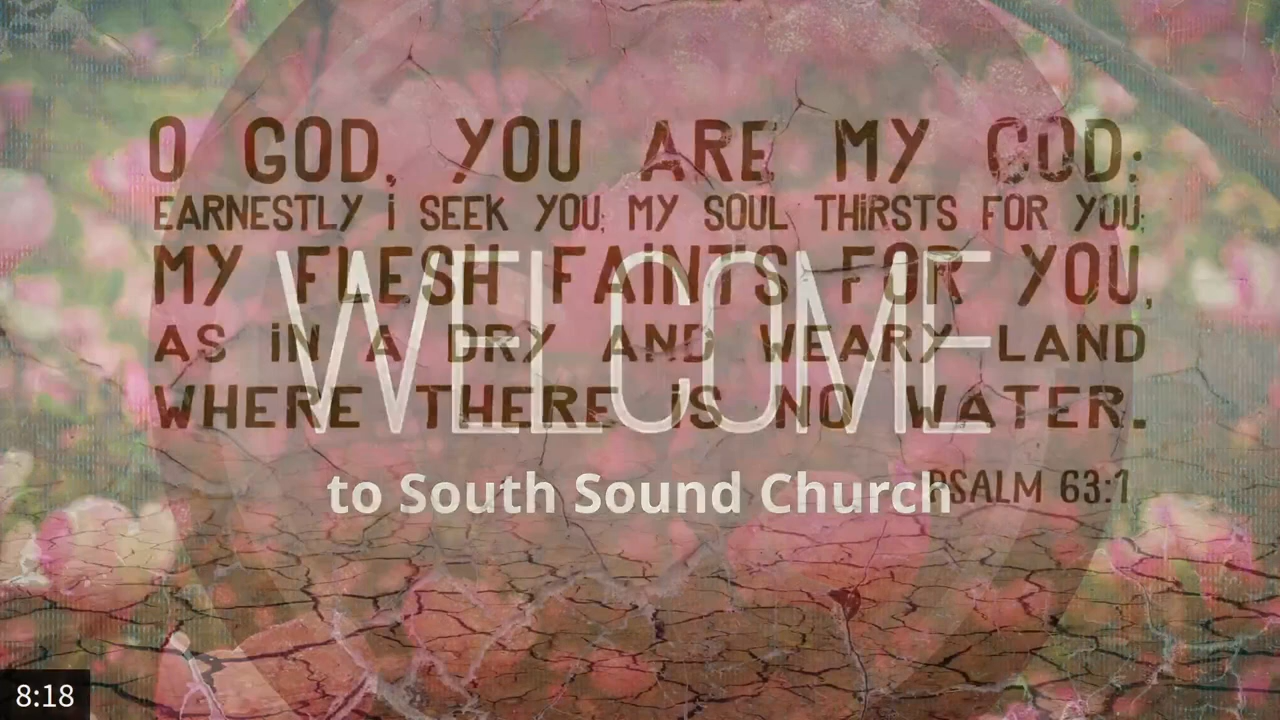 O GOD, YOU ARE MY GOD;
EARNESTLY i SEEK YOU; MY SOUL THiRSTS FOR YOU;
MY FLESH FAiNTS FOR YOU,
WELCOME
AS iN A DRY AND WEARY LAND
WHERE THERE iS NO WATER.
to South Sound Church
PSALM 63:1
8:18